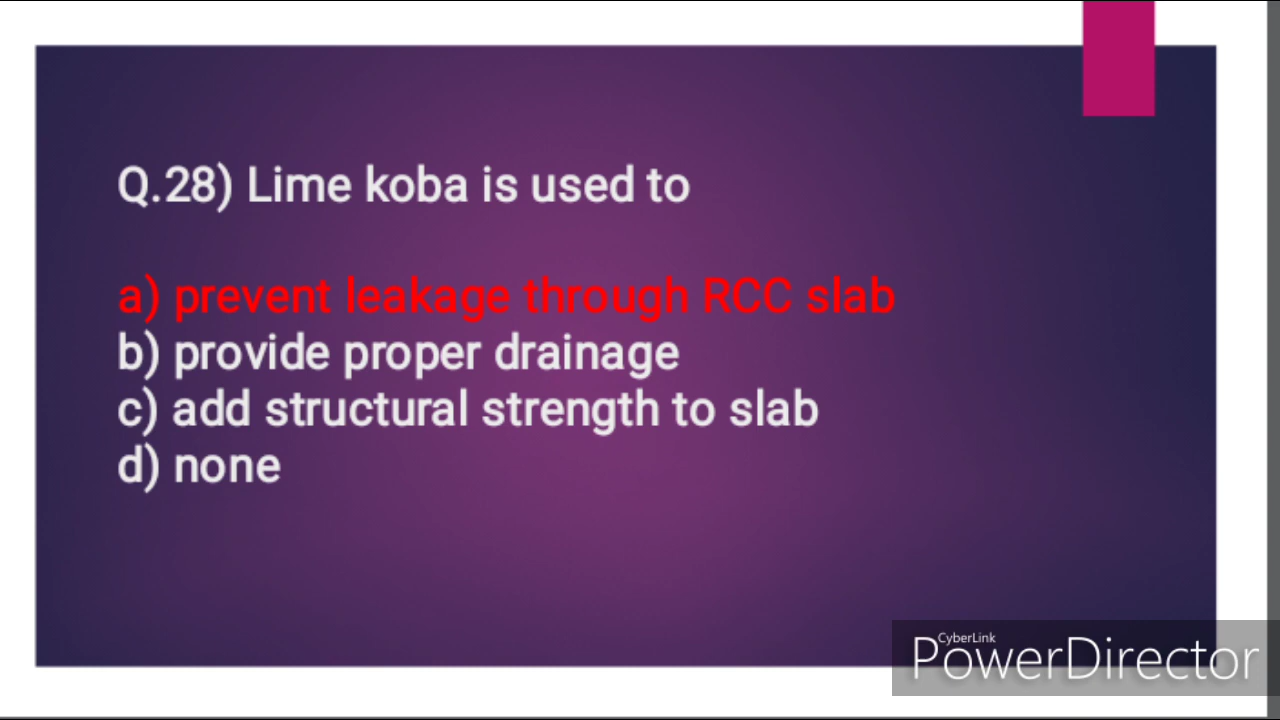 Q.28) Lime koba is used to
a) prevent leakage through RCC slab
b) provide proper drainage
c) add structural strength to slab
d) none
CyberLink
PowerDirector